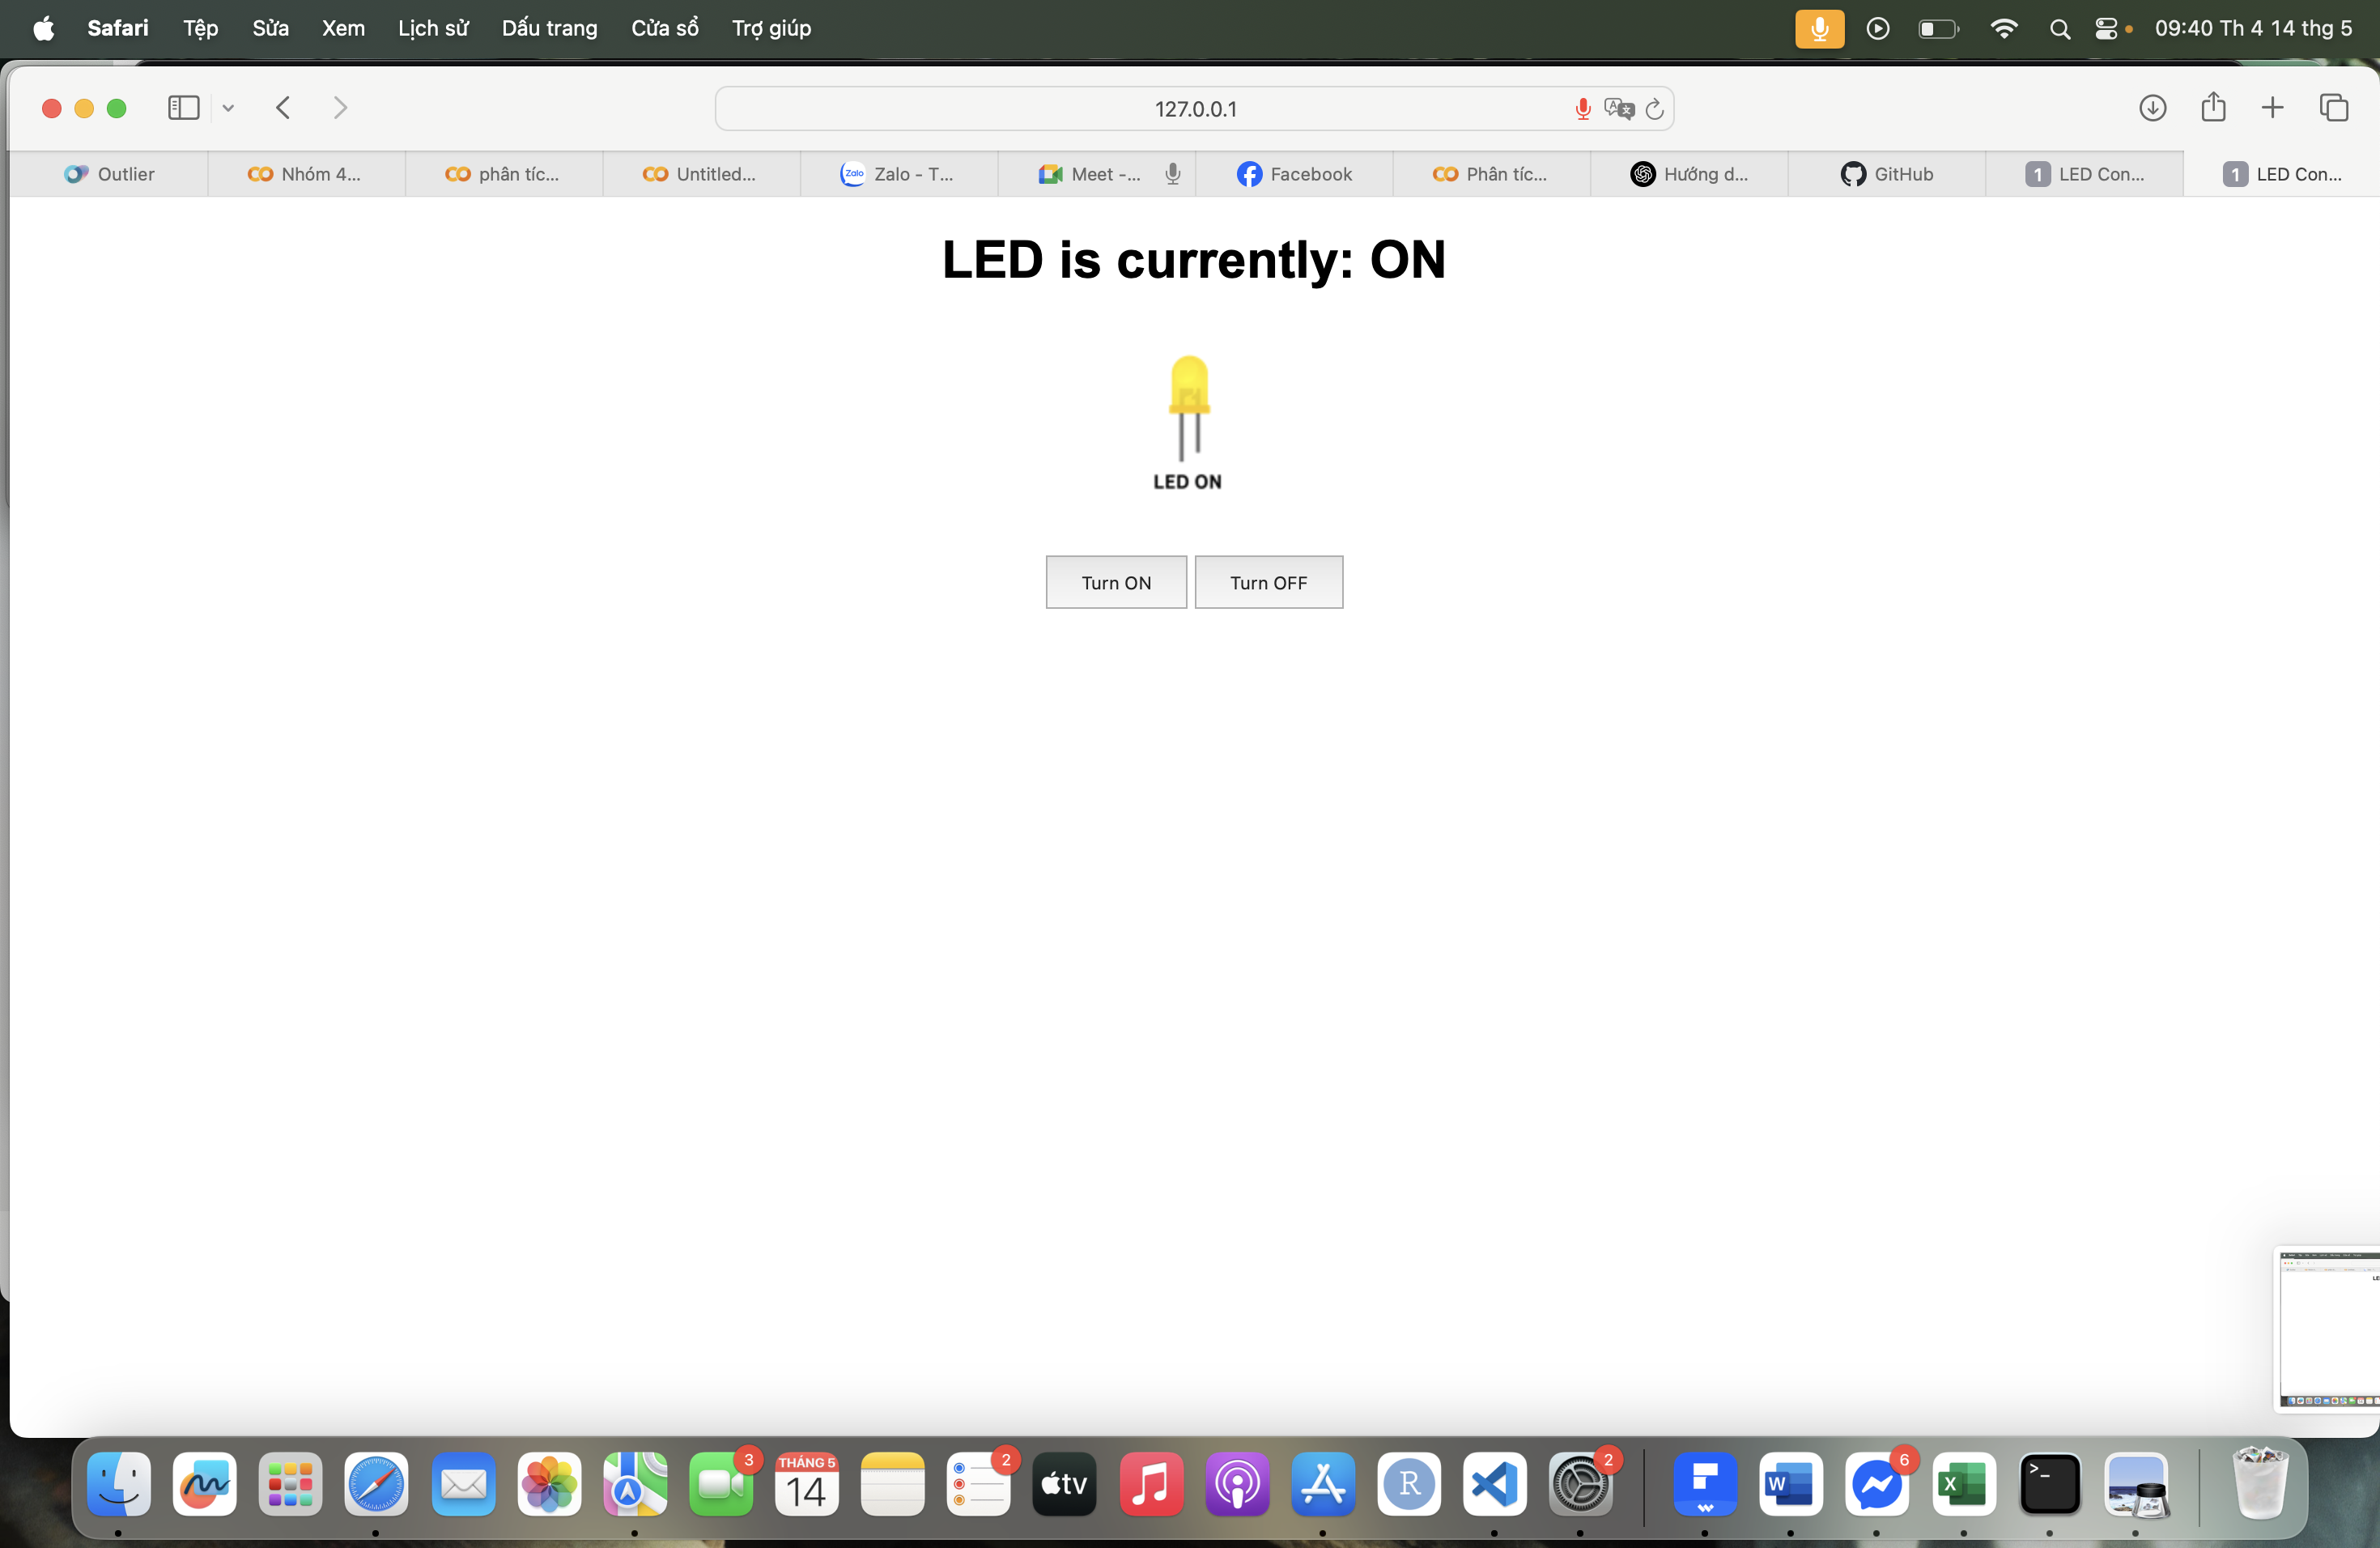 Safari Tệp Sửa Xem Lịch sử Dấu trang Cửa sổ Trợ giúp 09:40 Th 4 14 thg 5
127.0.0.1
Outlier Nhóm 4... phân tíc... Untitled... Zalo Zalo - T... Meet -... Facebook Phân tíc... Hướng d... GitHub 1 LED Con... 1 LED Con...
LED is currently: ON
LED ON
Turn ON Turn OFF
3 THÁNG 5 14 2 tv R 2 W 6 X >_